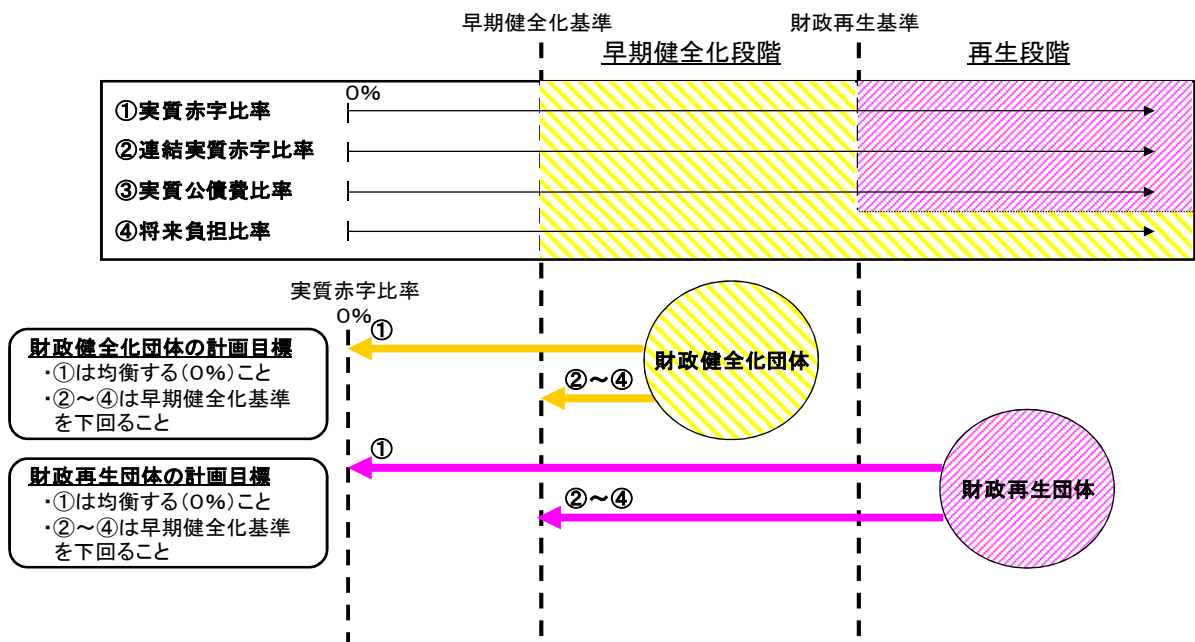 早期健全化基準
財政再生基準
早期健全化段階
再生段階
0%
①実質赤字比率
②連結実質赤字比率
③実質公債費比率
④将来負担比率
実質赤字比率
0%
①
財政健全化団体の計画目標
・①は均衡する(0%)こと
・②～④は早期健全化基準
を下回ること
財政健全化団体
②～④
①
財政再生団体の計画目標
・①は均衡する(0%)こと
・②～④は早期健全化基準
を下回ること
財政再生団体
②～④